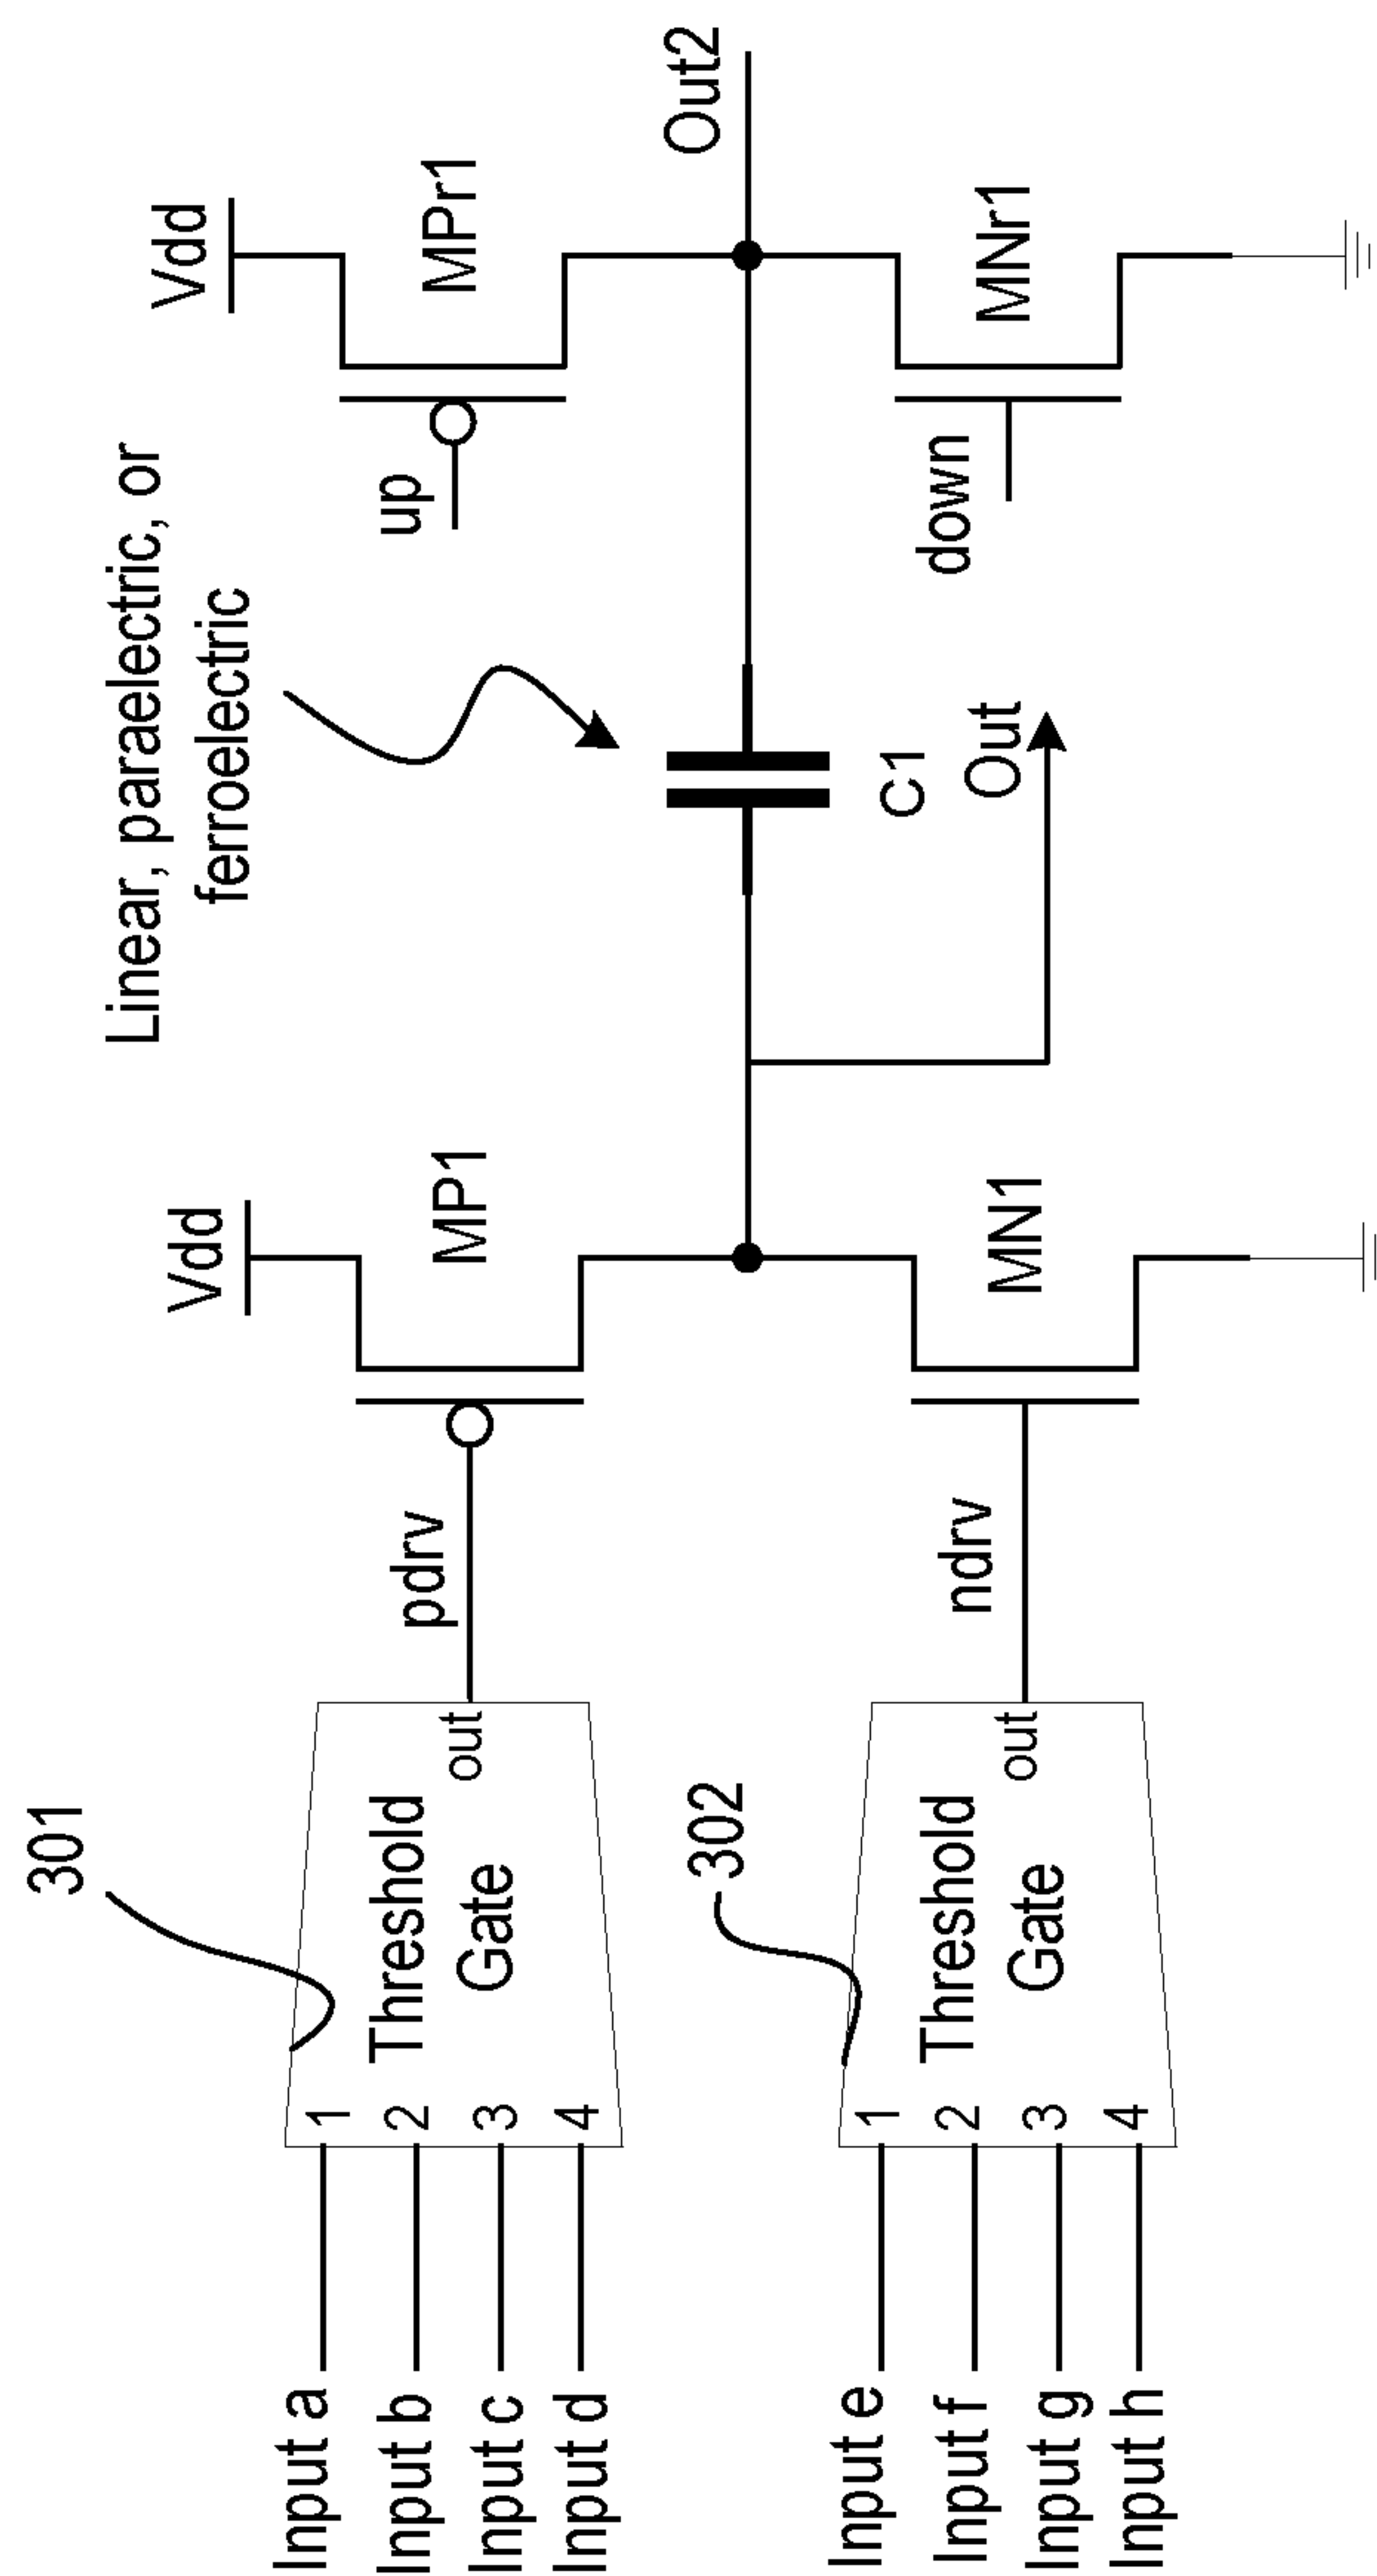 301
Input a
Input b
Input c
Input d
1
2
3
4
Threshold
Gate
out
pdrv
Vdd
MP1
Linear, paraelectric, or
ferroelectric
up
Vdd
MPr1
Out2
302
Input e
Input f
Input g
Input h
1
2
3
4
Threshold
Gate
out
ndrv
MN1
C1
Out
down
MNr1